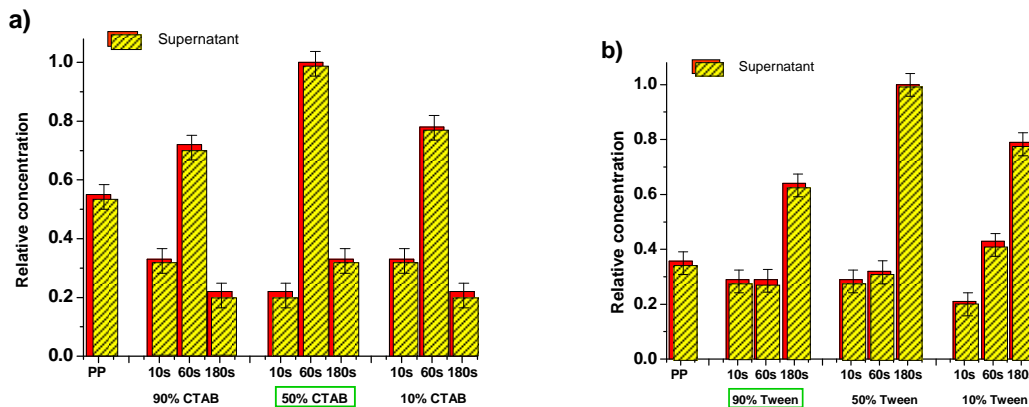 a)
Supernatant
Relative concentration
1.0
0.8
0.6
0.4
0.2
0.0
PP
10s 60s 180s 10s 60s 180s 10s 60s 180s
90% CTAB 50% CTAB 10% CTAB
b)
Supernatant
Relative concentration
1.0
0.8
0.6
0.4
0.2
0.0
PP
10s 60s 180s 10s 60s 180s 10s 60s 180
90% Tween 50% Tween 10% Tween